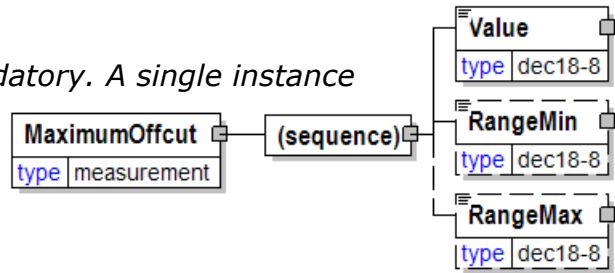 Value
type dec18-8
datory. A single instance
RangeMin
MaximumOffcut (sequence)
type measurement type dec18-8
RangeMax
type dec18-8